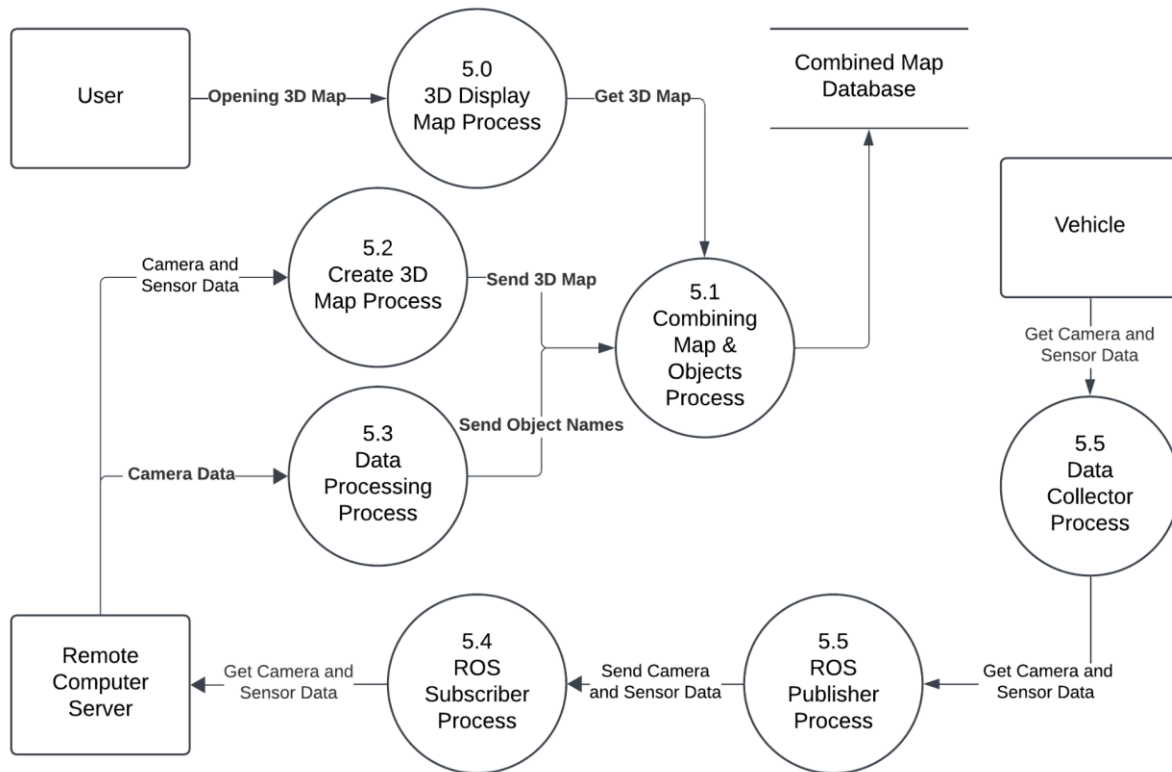 User
Opening 3D Map
5.0
3D Display
Map Process
Get 3D Map
Combined Map
Database
Vehicle
Camera and
Sensor Data
5.2
Create 3D
Map Process
Send 3D Map
5.1
Combining
Map &
Objects
Process
Get Camera and
Sensor Data
Camera Data
5.3
Data
Processing
Process
Send Object Names
5.5
Data
Collector
Process
Remote
Computer
Server
Get Camera and
Sensor Data
5.4
ROS
Subscriber
Process
Send Camera
and Sensor Data
5.5
ROS
Publisher
Process
Get Camera and
Sensor Data